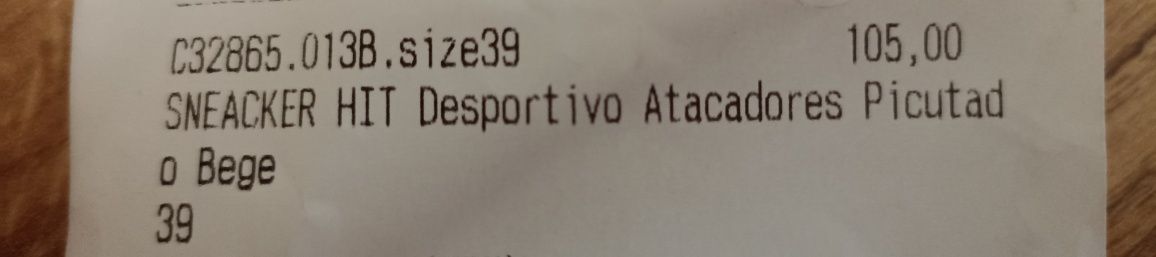 C32865.013B.size39 105,00
SNEACKER HIT Desportivo Atacadores Picutad
o Bege
39